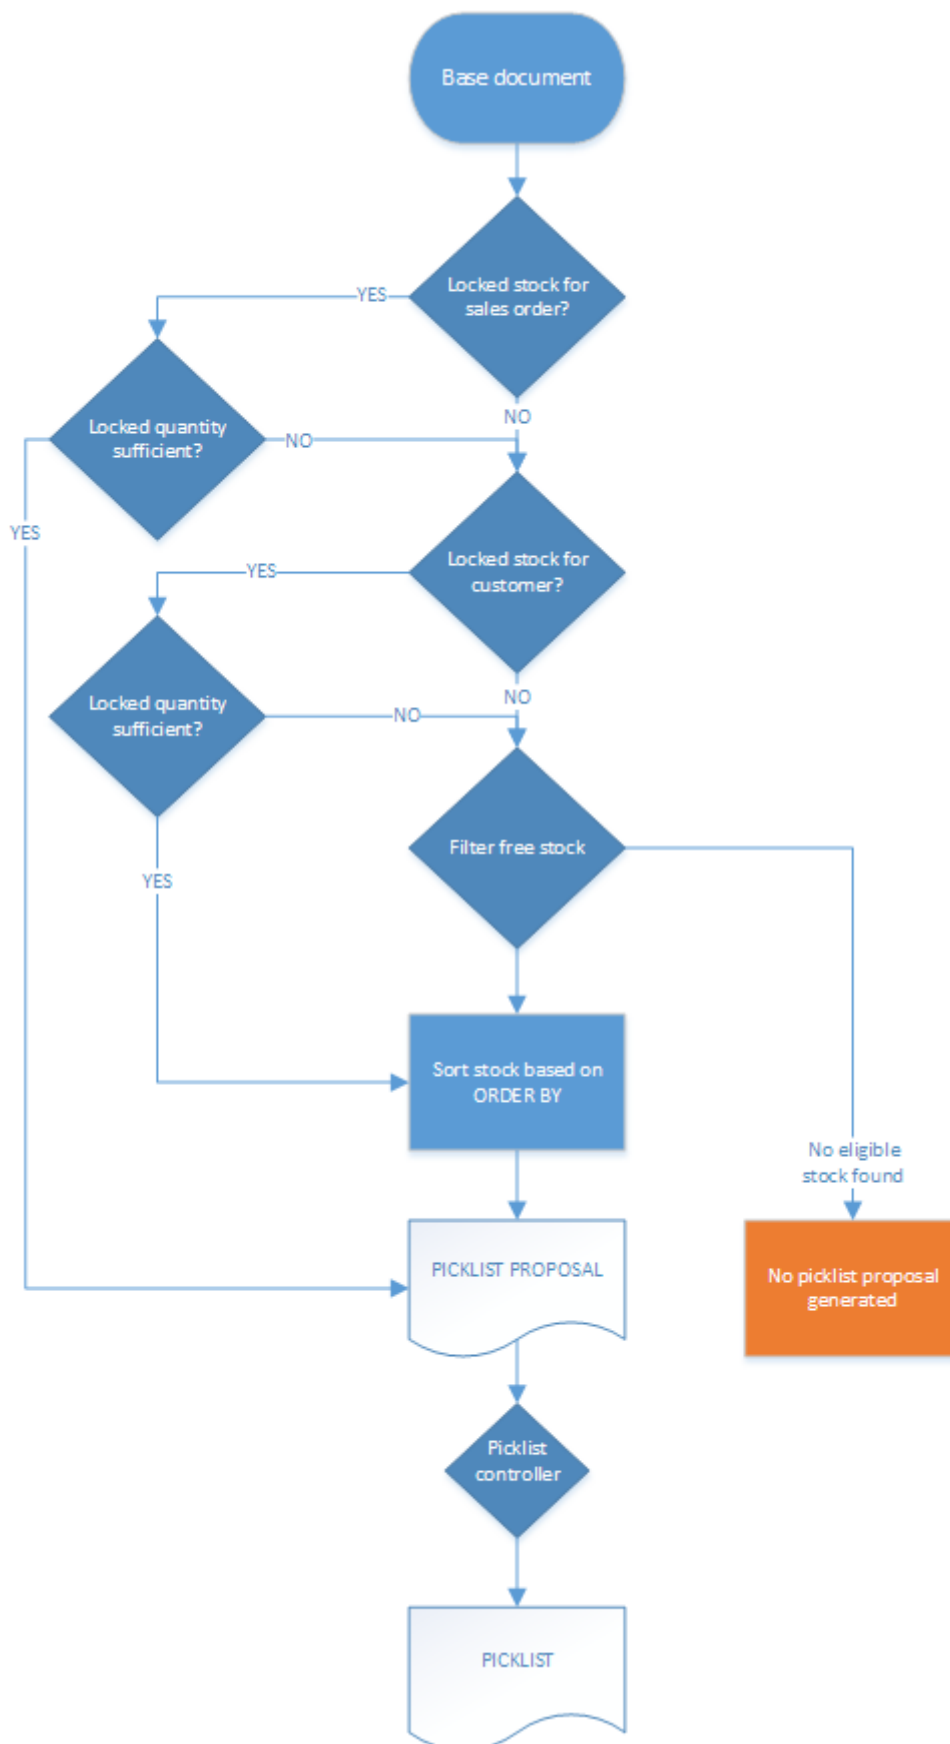 Base document
Locked stock for
sales order?
YES
NO
Locked quantity
sufficient?
NO
YES
Locked stock for
customer?
YES
NO
Locked quantity
sufficient?
NO
YES
Filter free stock
Sort stock based on
ORDER BY
No eligible
stock found
PICKLIST PROPOSAL
No picklist proposal
generated
Picklist
controller
PICKLIST